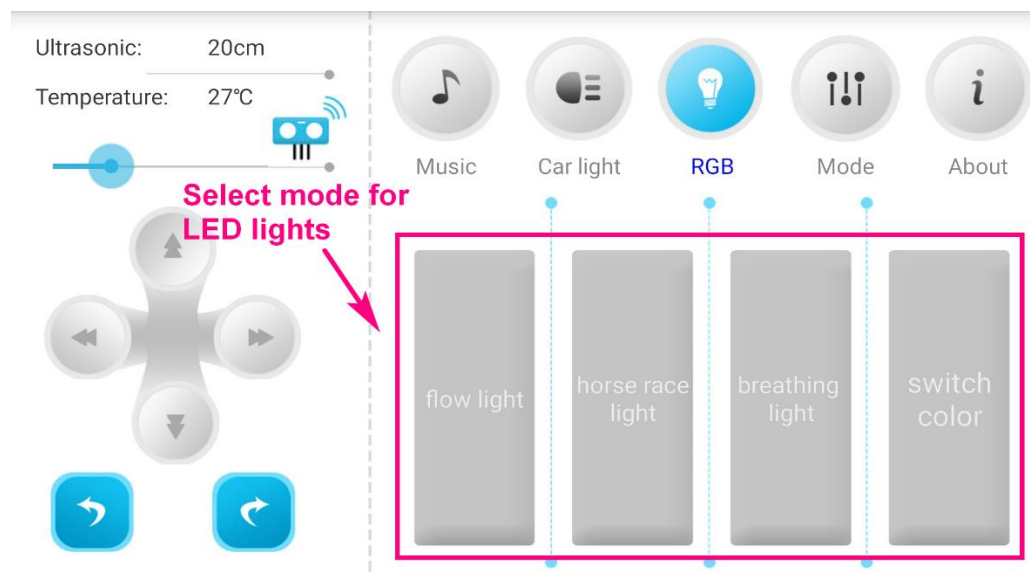 Ultrasonic: 20cm
Temperature: 27℃
Select mode for
LED lights
Music Car light RGB Mode About
flow light
horse race
light
breathing
light
switch
color